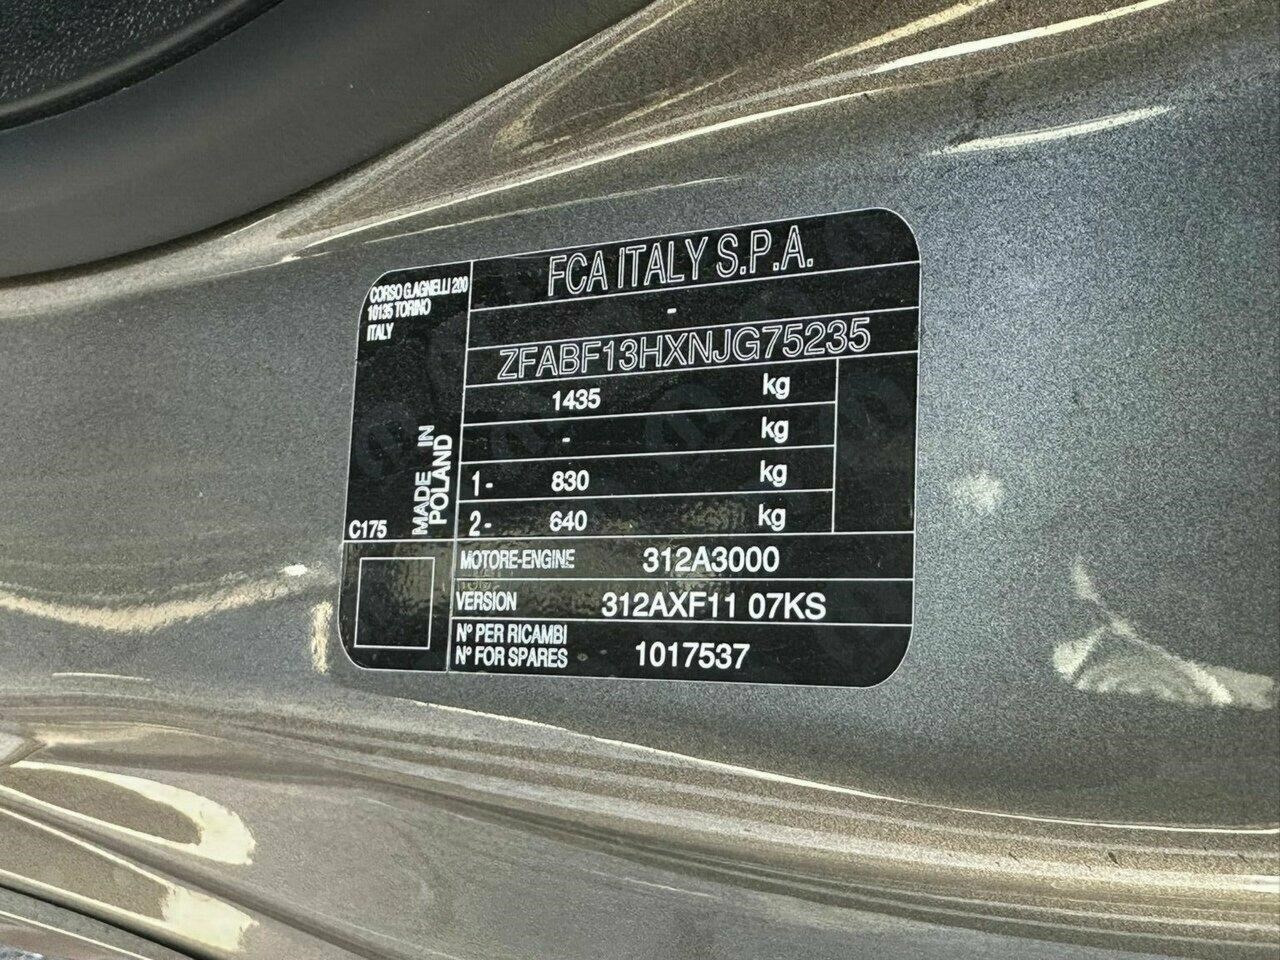 FCA ITALY S.P.A.
CORSO G.AGNELLI 200
10135 TORINO
ITALY
-
ZFABF13HXNJG75235
1435 kg
- kg
1- 830 kg
2- 640 kg
MADE IN
POLAND
C175
MOTORE-ENGINE 312A3000
VERSION 312AXF11 07KS
N° PER RICAMBI
N° FOR SPARES 1017537